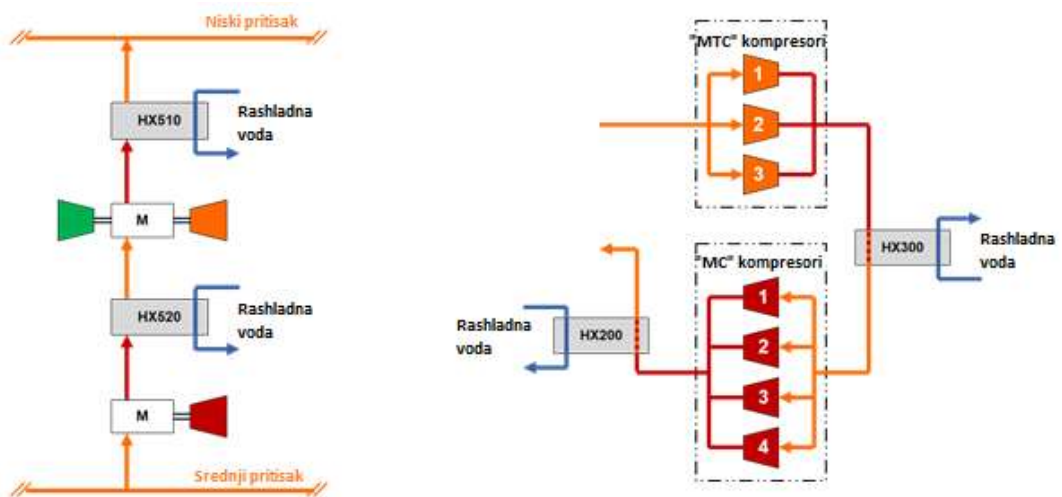 Niski pritisak
HX510
Rashladna
voda
M
HX520
Rashladna
voda
M
Srednji pritisak
"MTC" kompresori
1
2
3
HX300
Rashladna
voda
"MC" kompresori
1
2
3
4
HX200
Rashladna
voda